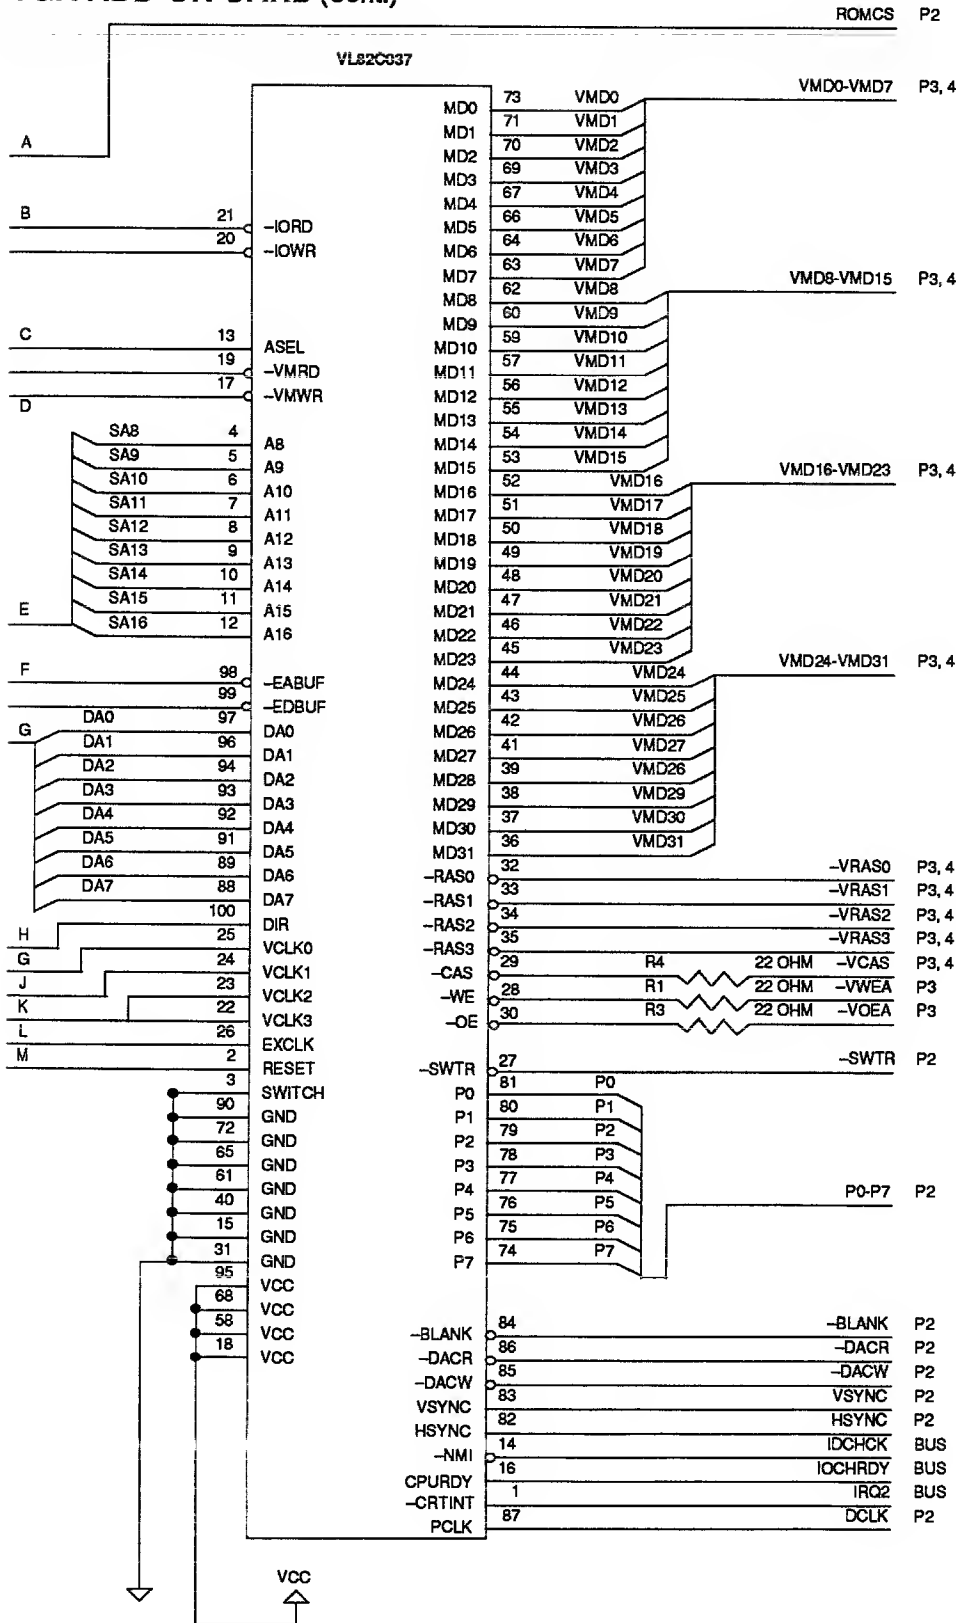 (Cont.)
ROMCS P2
VL82C037
MD0 73 VMD0 VMD0-VMD7 P3, 4
MD1 71 VMD1
A MD2 70 VMD2
MD3 69 VMD3
MD4 67 VMD4
B 21 -IORD MD5 66 VMD5
20 -IOWR MD6 64 VMD6
MD7 63 VMD7
MD8 62 VMD8 VMD8-VMD15 P3, 4
MD9 60 VMD9
C 13 ASEL MD10 59 VMD10
19 -VMRD MD11 57 VMD11
D 17 -VMWR MD12 56 VMD12
MD13 55 VMD13
SA8 4 A8 MD14 54 VMD14
SA9 5 A9 MD15 53 VMD15
SA10 6 A10 MD16 52 VMD16 VMD16-VMD23 P3, 4
SA11 7 A11 MD17 51 VMD17
SA12 8 A12 MD18 50 VMD18
SA13 9 A13 MD19 49 VMD19
SA14 10 A14 MD20 48 VMD20
E SA15 11 A15 MD21 47 VMD21
SA16 12 A16 MD22 46 VMD22
MD23 45 VMD23
F 98 -EABUF MD24 44 VMD24 VMD24-VMD31 P3, 4
99 -EDBUF MD25 43 VMD25
G DA0 97 DA0 MD26 42 VMD26
DA1 96 DA1 MD27 41 VMD27
DA2 94 DA2 MD28 39 VMD26
DA3 93 DA3 MD29 38 VMD29
DA4 92 DA4 MD30 37 VMD30
DA5 91 DA5 MD31 36 VMD31
DA6 89 DA6 -RAS0 32 -VRAS0 P3, 4
DA7 88 DA7 -RAS1 33 -VRAS1 P3, 4
H 100 DIR -RAS2 34 -VRAS2 P3, 4
G 25 VCLK0 -RAS3 35 -VRAS3 P3, 4
J 24 VCLK1 -CAS 29 R4 22 OHM -VCAS P3, 4
K 23 VCLK2 -WE 28 R1 22 OHM -VWEA P3
22 VCLK3 -OE 30 R3 22 OHM -VOEA P3
L 26 EXCLK
M 2 RESET -SWTR 27 -SWTR P2
3 SWITCH P0 81 P0
90 GND P1 80 P1
72 GND P2 79 P2
65 GND P3 78 P3
61 GND P4 77 P4 P0-P7 P2
40 GND P5 76 P5
15 GND P6 75 P6
31 GND P7 74 P7
95 VCC
68 VCC
58 VCC -BLANK 84 -BLANK P2
18 VCC -DACR 86 -DACR P2
-DACW 85 -DACW P2
VSYNC 83 VSYNC P2
HSYNC 82 HSYNC P2
-NMI 14 IDCHCK BUS
CPURDY 16 IOCHRDY BUS
-CRTINT 1 IRQ2 BUS
PCLK 87 DCLK P2
VCC